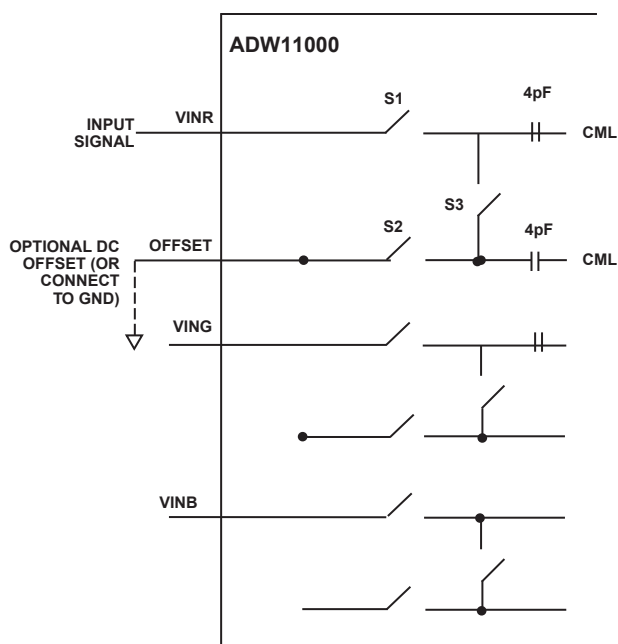 ADW11000
S1
4pF
INPUT
SIGNAL
VINR
CML
S3
S2
4pF
OPTIONAL DC
OFFSET (OR
CONNECT
TO GND)
OFFSET
CML
VING
VINB